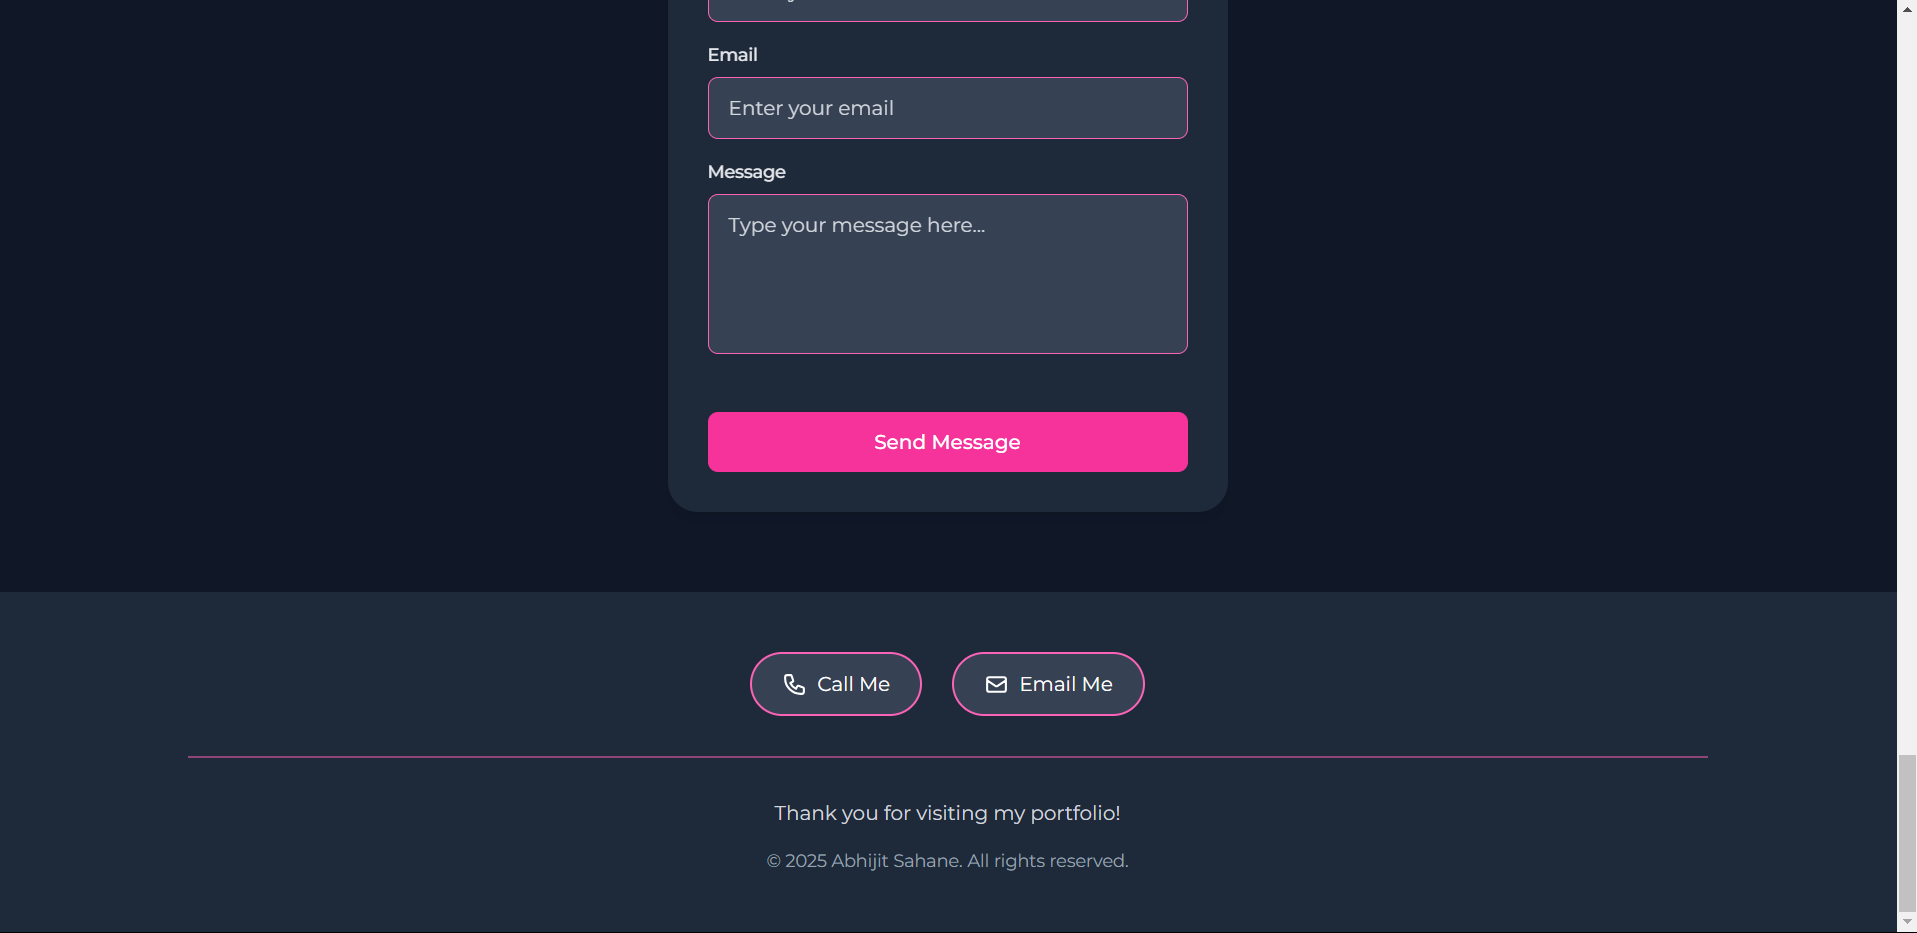 Email
Enter your email
Message
Type your message here...
Send Message
Call Me
Email Me
Thank you for visiting my portfolio!
© 2025 Abhijit Sahane. All rights reserved.